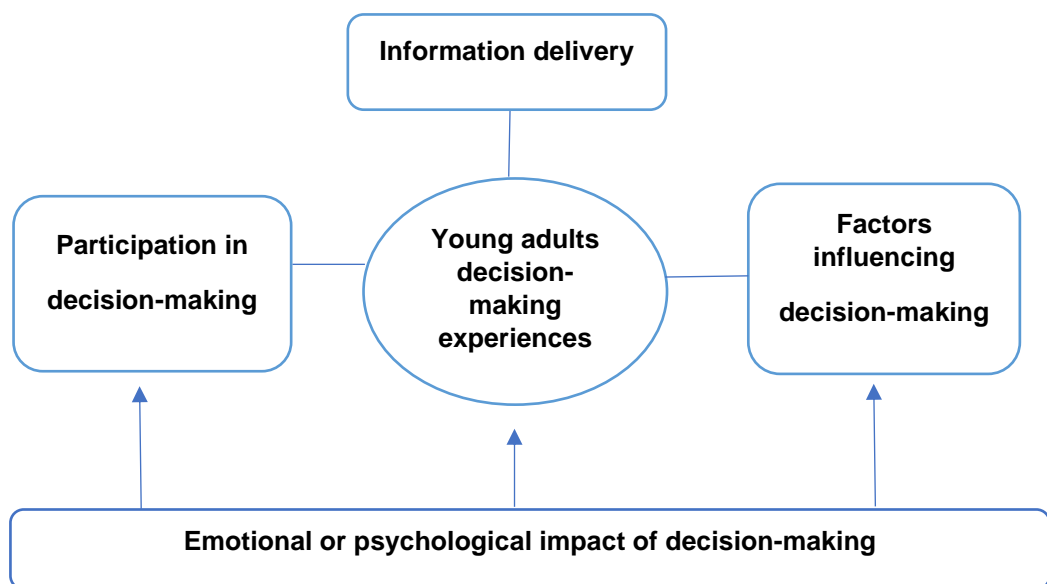 Information delivery
Participation in
decision-making
Young adults
decision-
making
experiences
Factors
influencing
decision-making
Emotional or psychological impact of decision-making